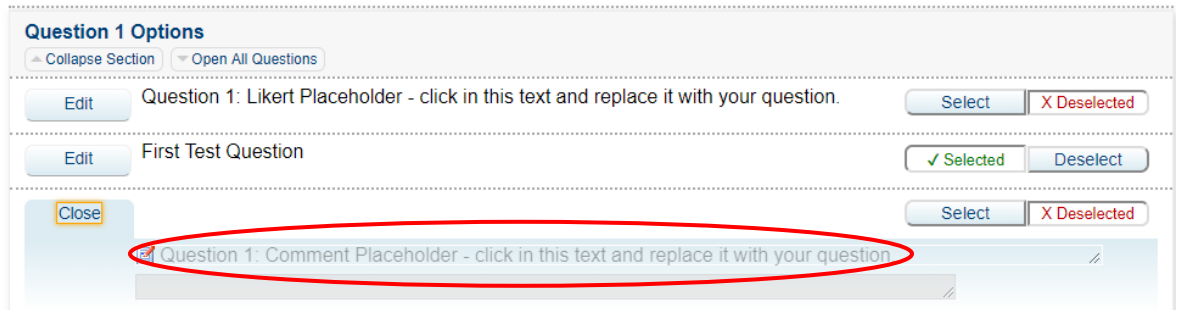 Question 1 Options
Collapse Section Open All Questions
Edit Question 1: Likert Placeholder - click in this text and replace it with your question. Select X Deselected
Edit First Test Question ✓ Selected Deselect
Close Select X Deselected
Question 1: Comment Placeholder - click in this text and replace it with your question